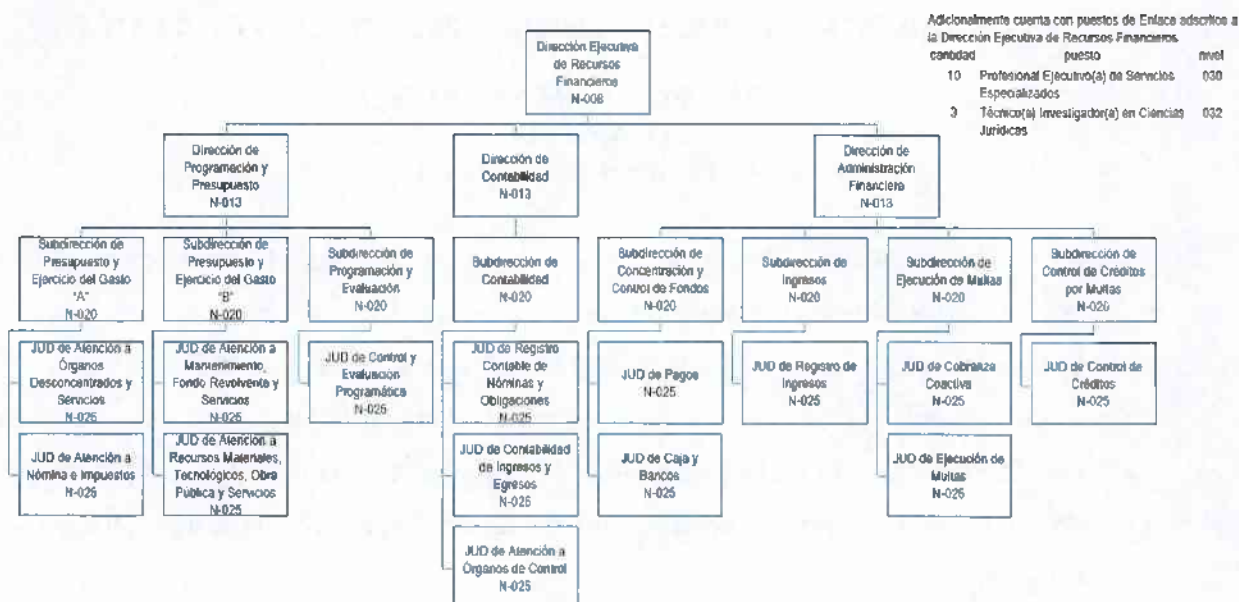 Adicionalmente cuenta con puestos de Enlace adscritos a
la Dirección Ejecutiva de Recursos Financieros.
cantidad puesto nivel
10 Profesional Ejecutivo(a) de Servicios 030
Especializados
3 Técnico(a) Investigador(a) en Ciencias 032
Jurídicas
Dirección Ejecutiva
de Recursos
Financieros
N-008
Dirección de
Programación y
Presupuesto
N-013
Dirección de
Contabilidad
N-013
Dirección de
Administración
Financiera
N-013
Subdirección de
Presupuesto y
Ejercicio del Gasto
"A"
N-020
Subdirección de
Presupuesto y
Ejercicio del Gasto
"B"
N-020
Subdirección de
Programación y
Evaluación
N-020
Subdirección de
Contabilidad
N-020
Subdirección de
Concentración y
Control de Fondos
N-020
Subdirección de
Ingresos
N-020
Subdirección de
Ejecución de Multas
N-020
Subdirección de
Control de Créditos
por Multas
N-020
JUD de Atención a
Órganos
Desconcentrados y
Servicios
N-025
JUD de Atención a
Mantenimiento,
Fondo Revolvente y
Servicios
N-025
JUD de Control y
Evaluación
Programática
N-025
JUD de Registro
Contable de
Nóminas y
Obligaciones
N-025
JUD de Pagos
N-025
JUD de Registro de
Ingresos
N-025
JUD de Cobranza
Coactiva
N-025
JUD de Control de
Créditos
N-025
JUD de Atención a
Nómina e Impuestos
N-025
JUD de Atención a
Recursos Materiales,
Tecnológicos, Obra
Pública y Servicios
N-025
JUD de Contabilidad
de Ingresos y
Egresos
N-025
JUD de Caja y
Bancos
N-025
JUD de Ejecución de
Multas
N-025
JUD de Atención a
Órganos de Control
N-025